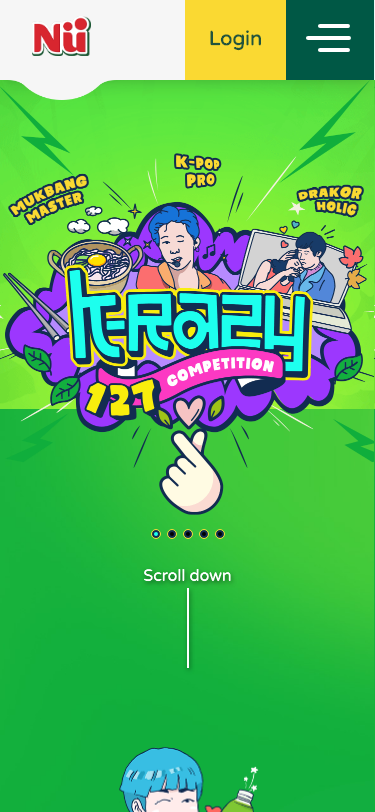 Nü
Login
K-POP
PRO
MUKBANG
MASTER
DRAKOR
HOLIC
K-Razy
COMPETITION
127
Scroll down